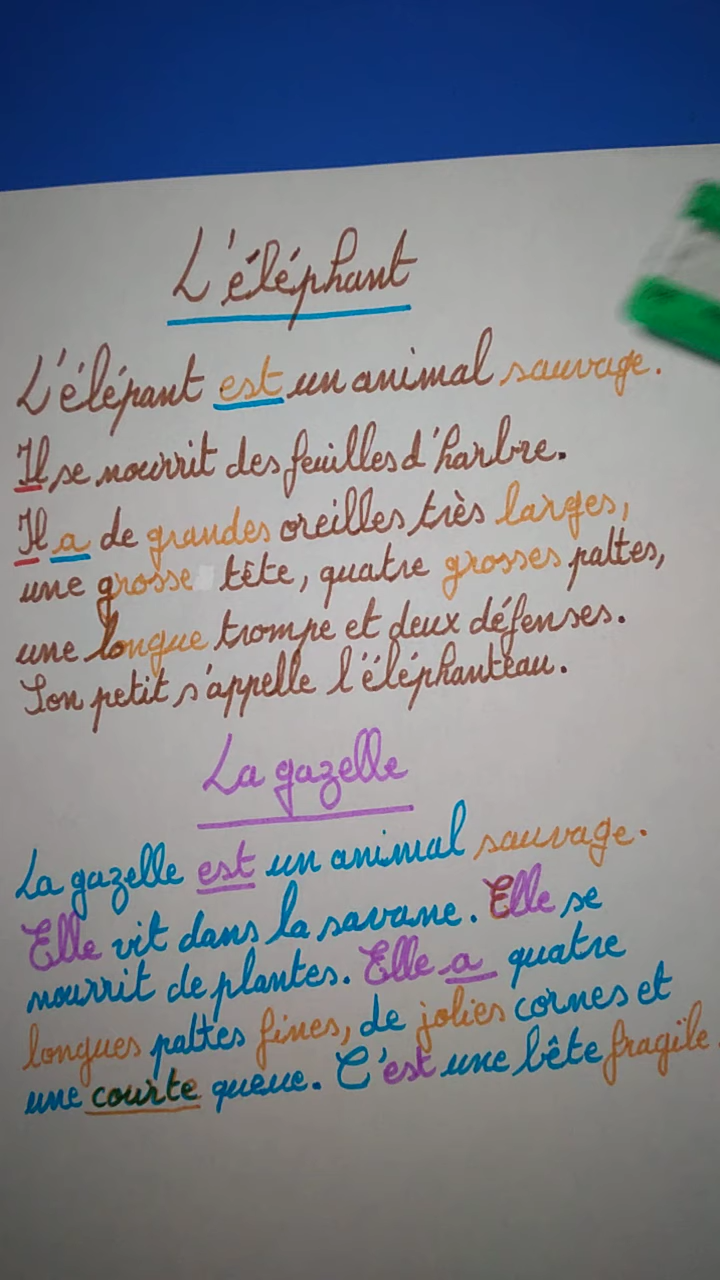 L'éléphant
L'élépant est un animal sauvage.
Il se nourrit des feuilles d'harbre.
Il a de grandes oreilles très larges,
une grosse tête, quatre grosses pattes,
une longue trompe et deux défenses.
Son petit s'appelle l'éléphanteau.
La gazelle
La gazelle est un animal sauvage.
Elle vit dans la savane. Elle se
nourrit de plantes. Elle a quatre
longues pattes fines, de jolies cornes et
une courte queue. C'est une bête fragile.